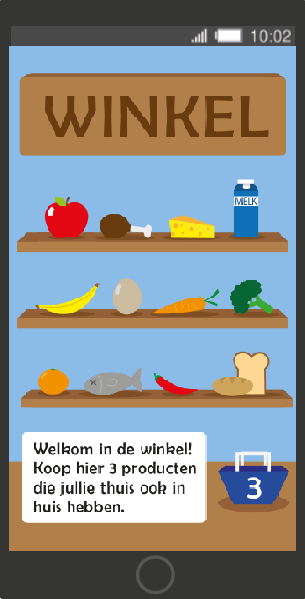 10:02
WINKEL
MELK
Welkom in de winkel!
Koop hier 3 producten
die jullie thuis ook in
huis hebben.
3